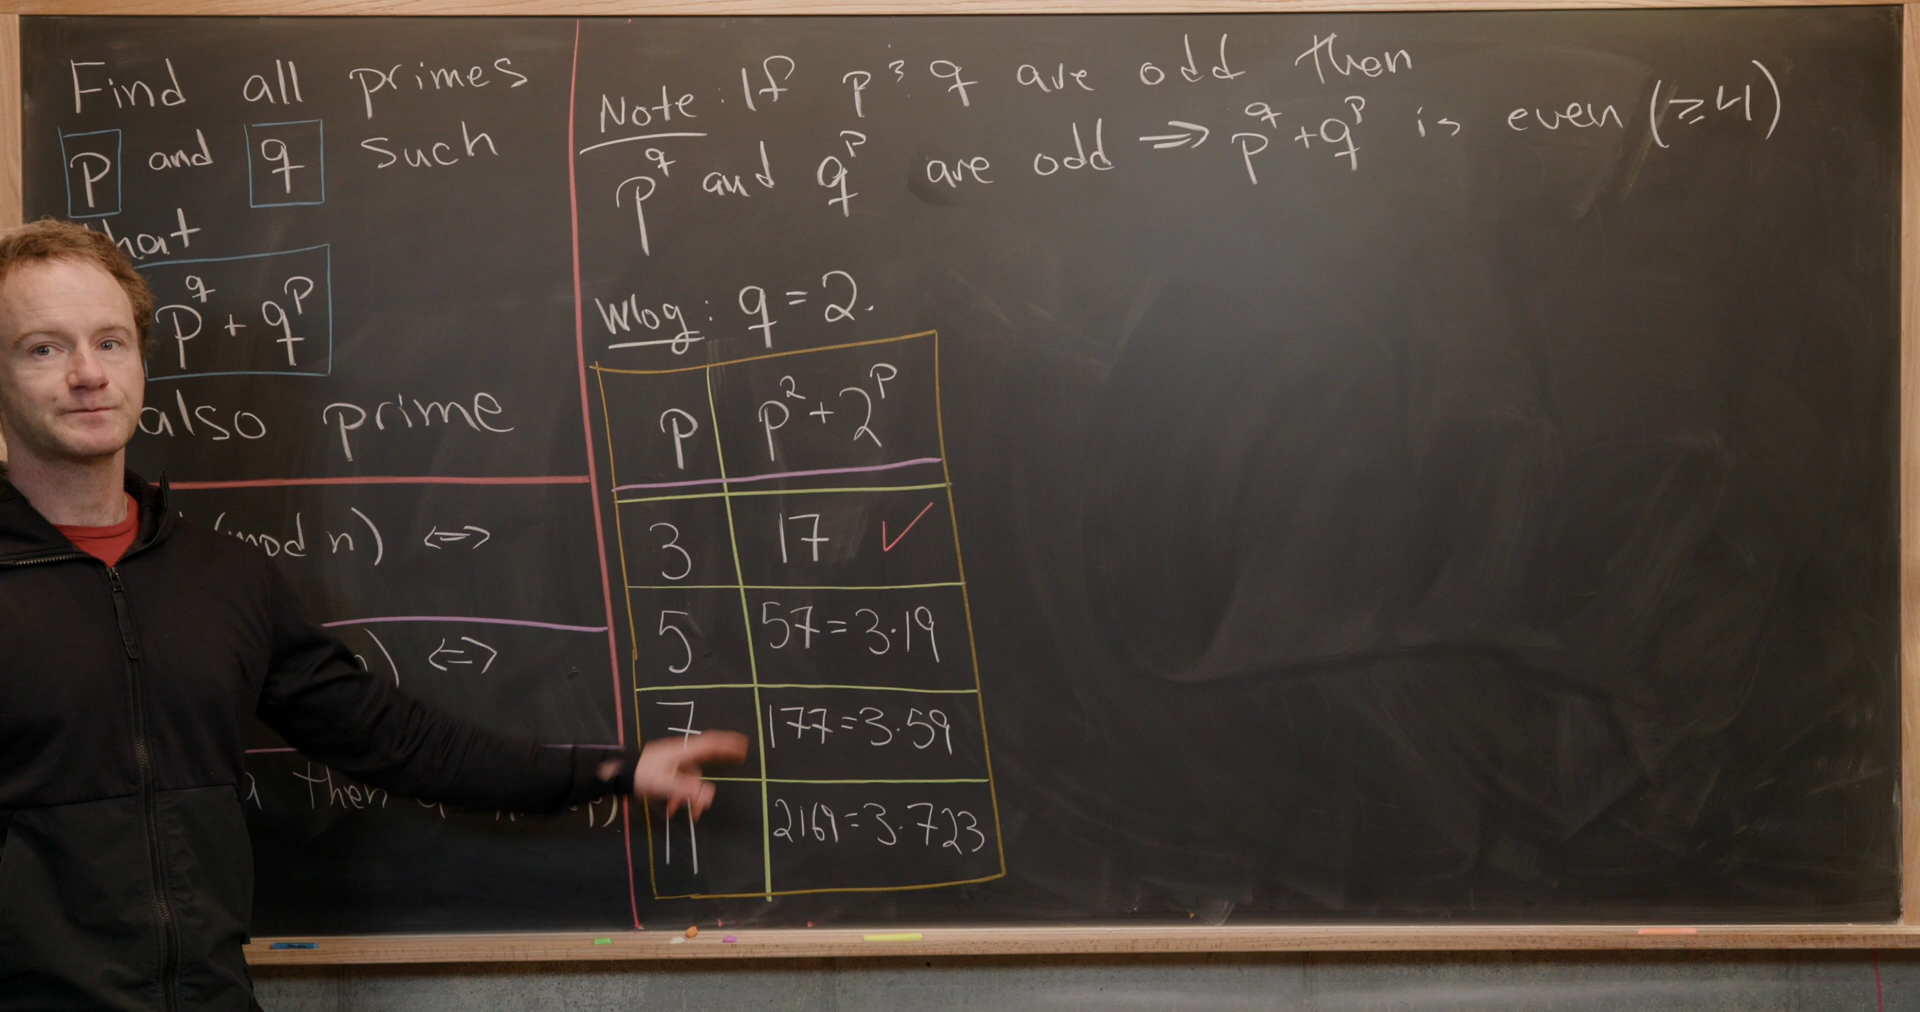 Find all primes
p and q such
that
p^q + q^p
also prime
(mod n) ⇔
) ⇔
a then
Note: If p & q are odd then
p^q and q^p are odd ⇒ p^q + q^p is even (≥4)
Wlog: q = 2.
p p^2 + 2^p
3 17 ✓
5 57 = 3·19
7 177 = 3·59
11 2169 = 3·723